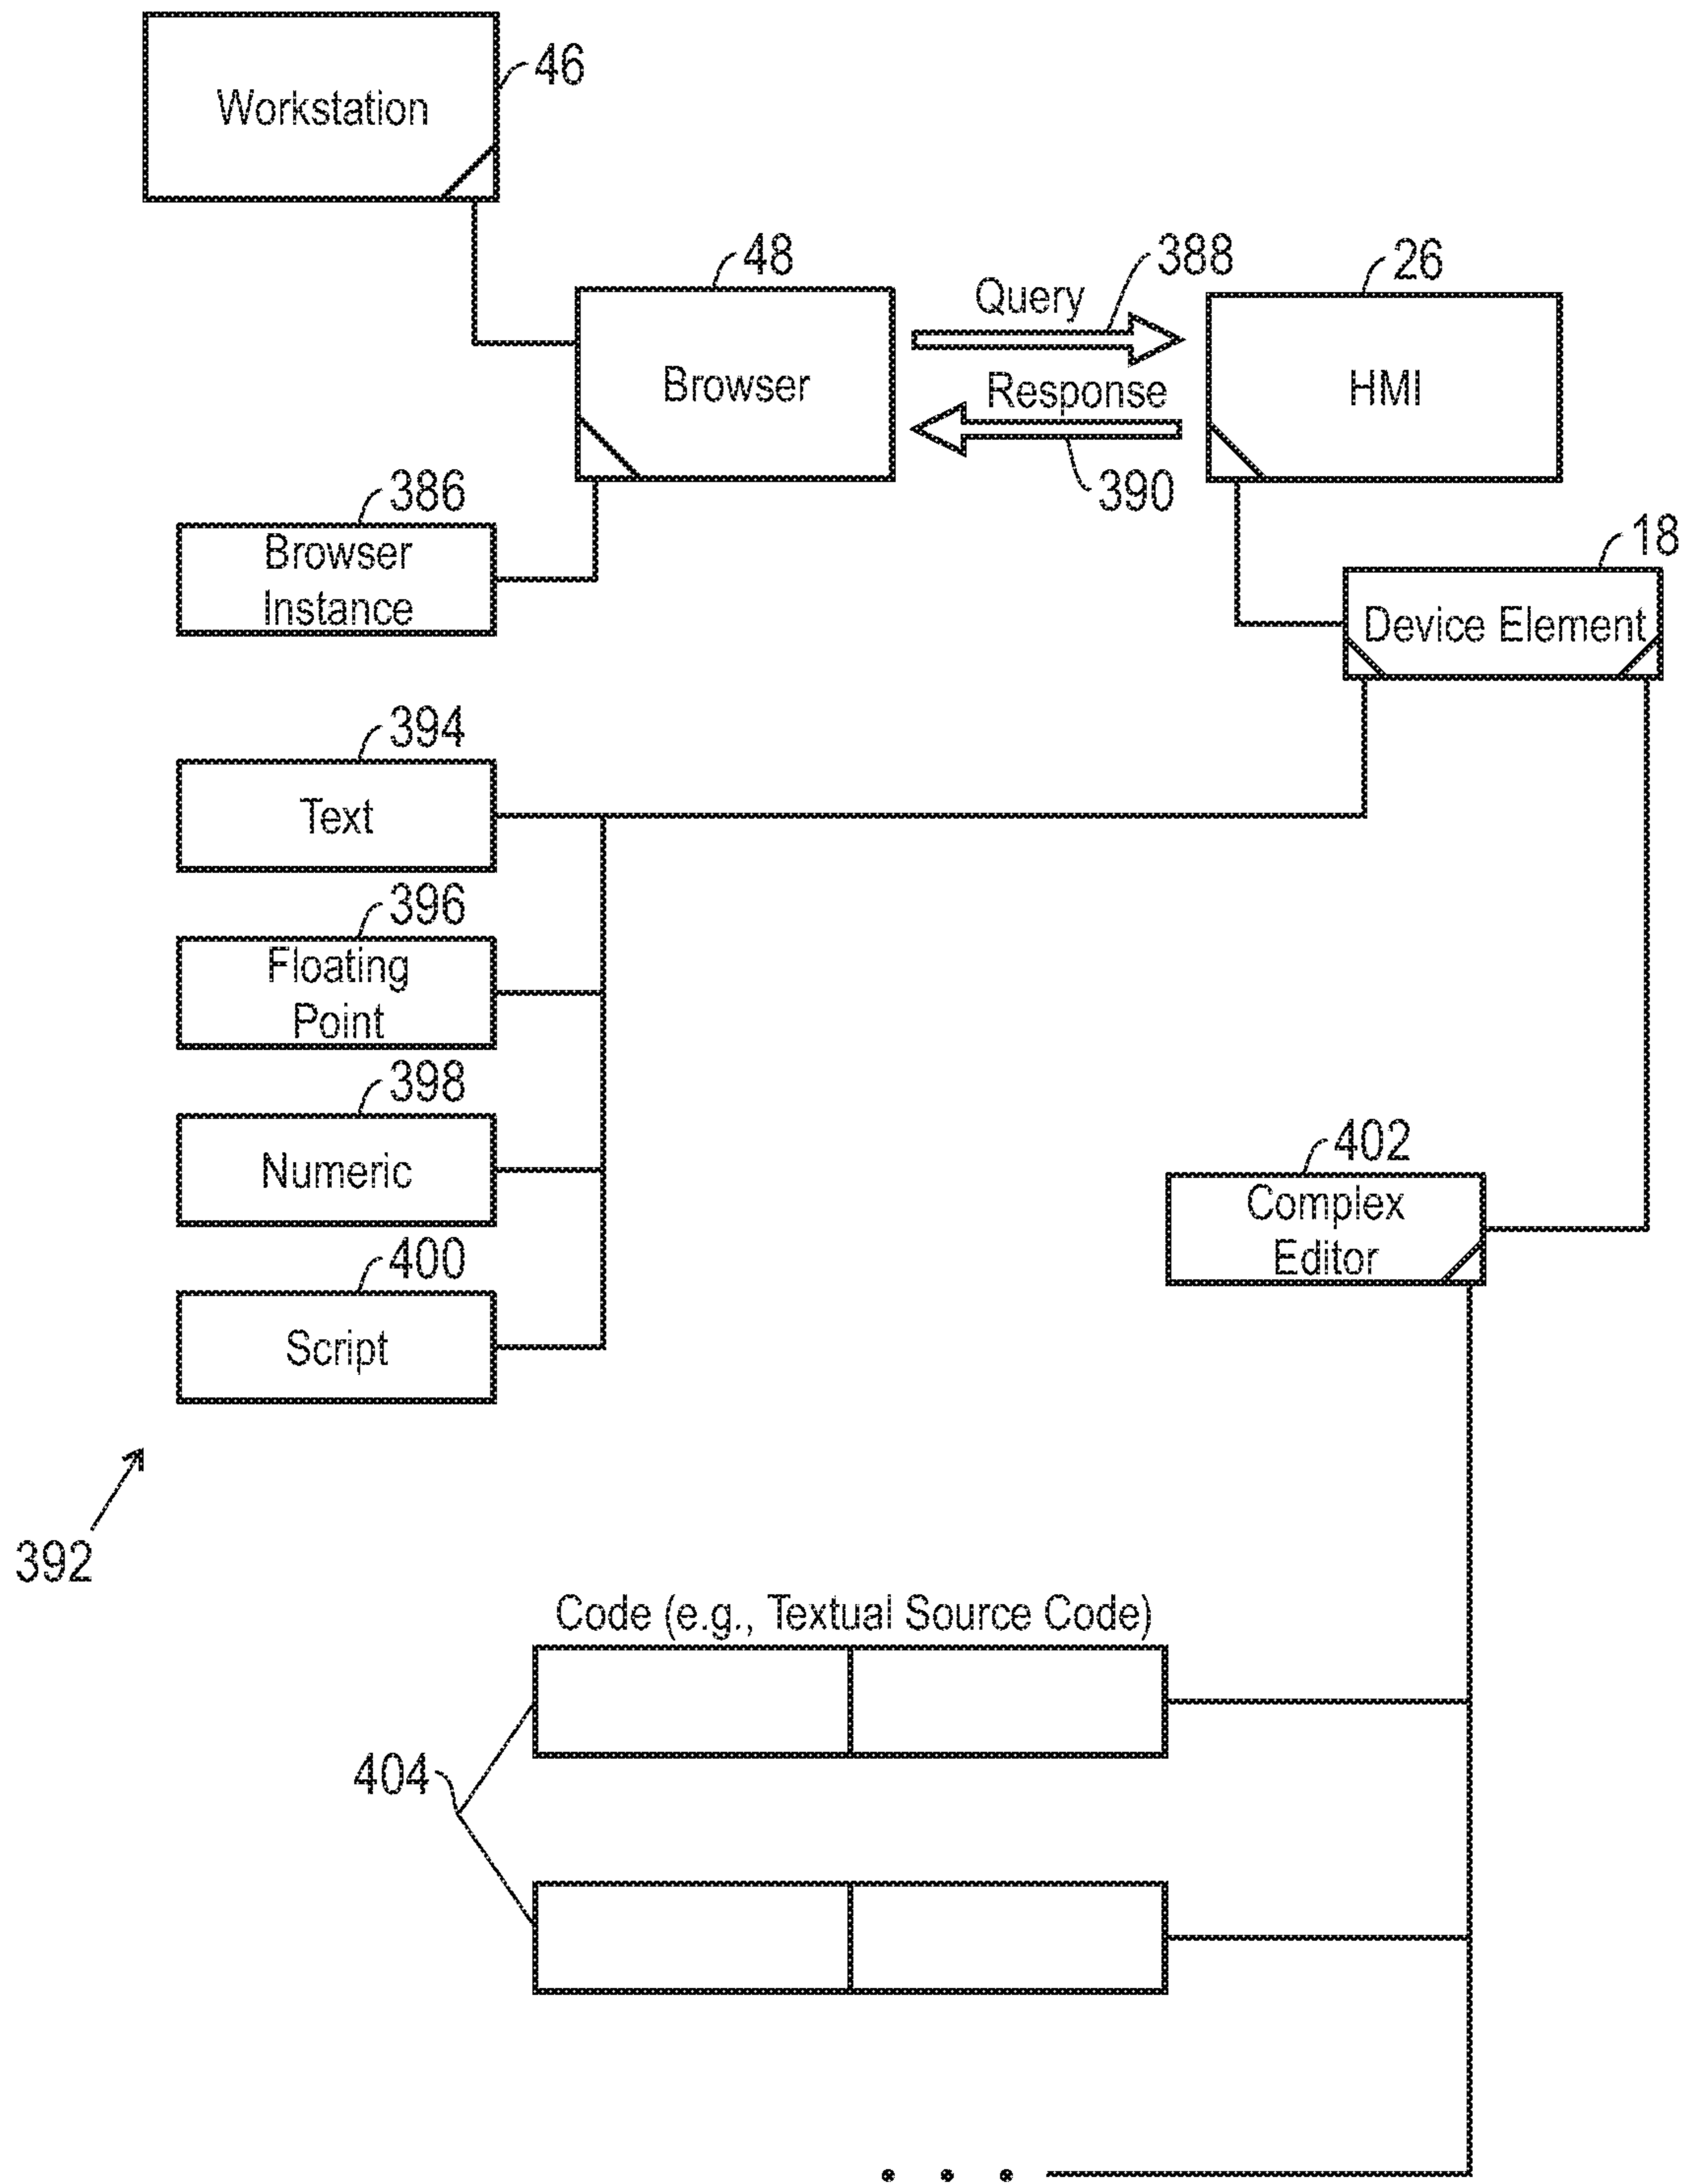 46
Workstation
48
388
26
Query
Browser
Response
HMI
390
386
Browser
Instance
18
Device Element
394
Text
396
Floating
Point
398
Numeric
402
Complex
Editor
400
Script
392
Code (e.g., Textual Source Code)
404